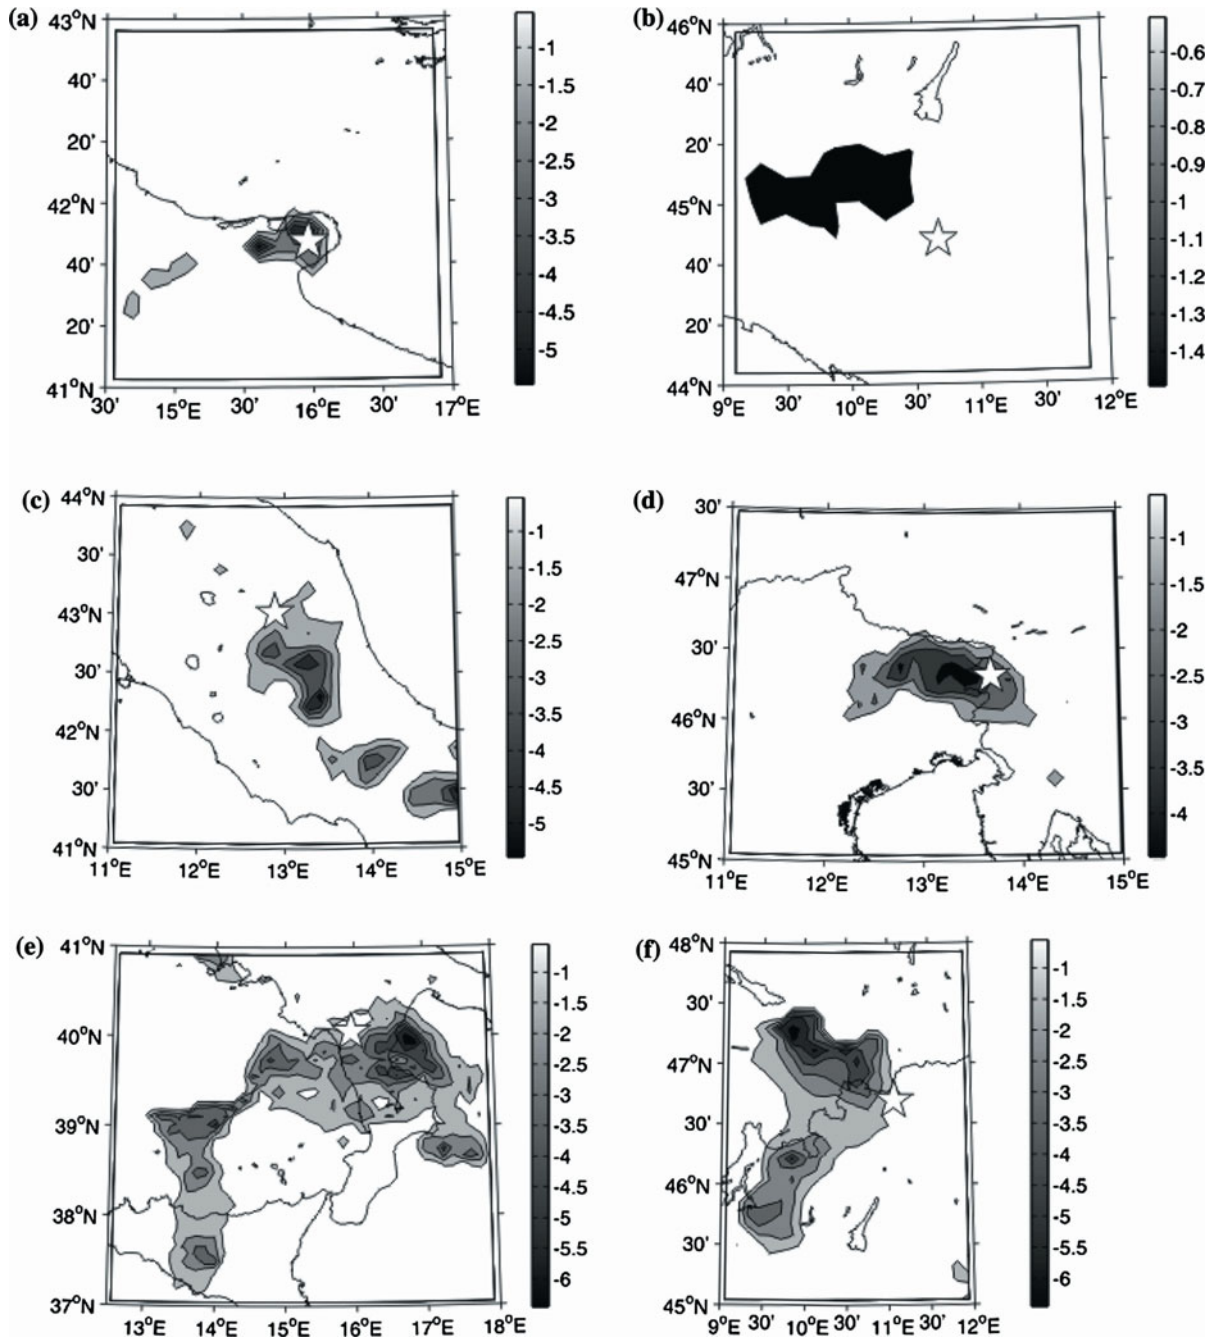 (a)
43°N
40'
20'
42°N
40'
20'
41°N
30' 15°E 30' 16°E 30' 17°E
-1
-1.5
-2
-2.5
-3
-3.5
-4
-4.5
-5
(b)
46°N
40'
20'
45°N
40'
20'
44°N
9°E 30' 10°E 30' 11°E 30' 12°E
-0.6
-0.7
-0.8
-0.9
-1
-1.1
-1.2
-1.3
-1.4
(c)
44°N
30'
43°N
30'
42°N
30'
41°N
11°E 12°E 13°E 14°E 15°E
-1
-1.5
-2
-2.5
-3
-3.5
-4
-4.5
-5
(d)
30'
47°N
30'
46°N
30'
45°N
11°E 12°E 13°E 14°E 15°E
-1
-1.5
-2
-2.5
-3
-3.5
-4
(e)
41°N
40°N
39°N
38°N
37°N
13°E 14°E 15°E 16°E 17°E 18°E
-1
-1.5
-2
-2.5
-3
-3.5
-4
-4.5
-5
-5.5
-6
(f)
48°N
30'
47°N
30'
46°N
30'
45°N
9°E 30' 10°E 30' 11°E 30' 12°E
-1
-1.5
-2
-2.5
-3
-3.5
-4
-4.5
-5
-5.5
-6